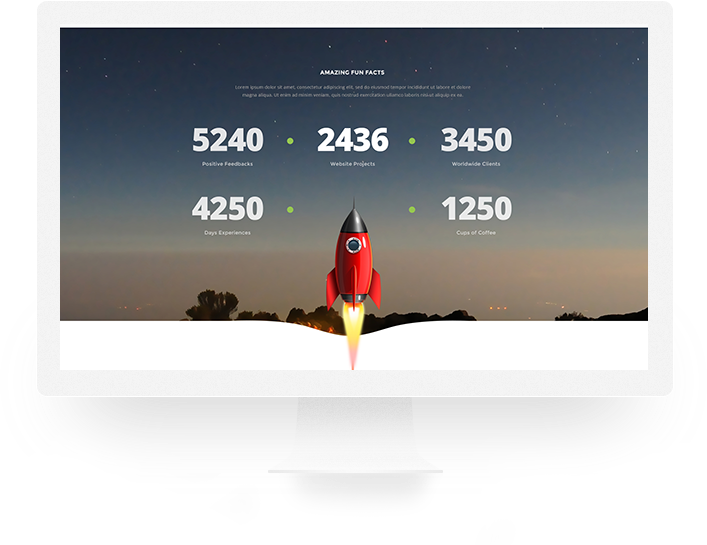 AMAZING FUN FACTS
Lorem ipsum dolor sit amet, consectetur adipiscing elit, sed do eiusmod tempor incididunt ut labore et dolore
magna aliqua. Ut enim ad minim veniam, quis nostrud exercitation ullamco laboris nisiut aliquip ex ea.
5240 2436 3450
Positive Feedbacks Website Projects Worldwide Clients
4250 1250
Days Experiences Cups of Coffee